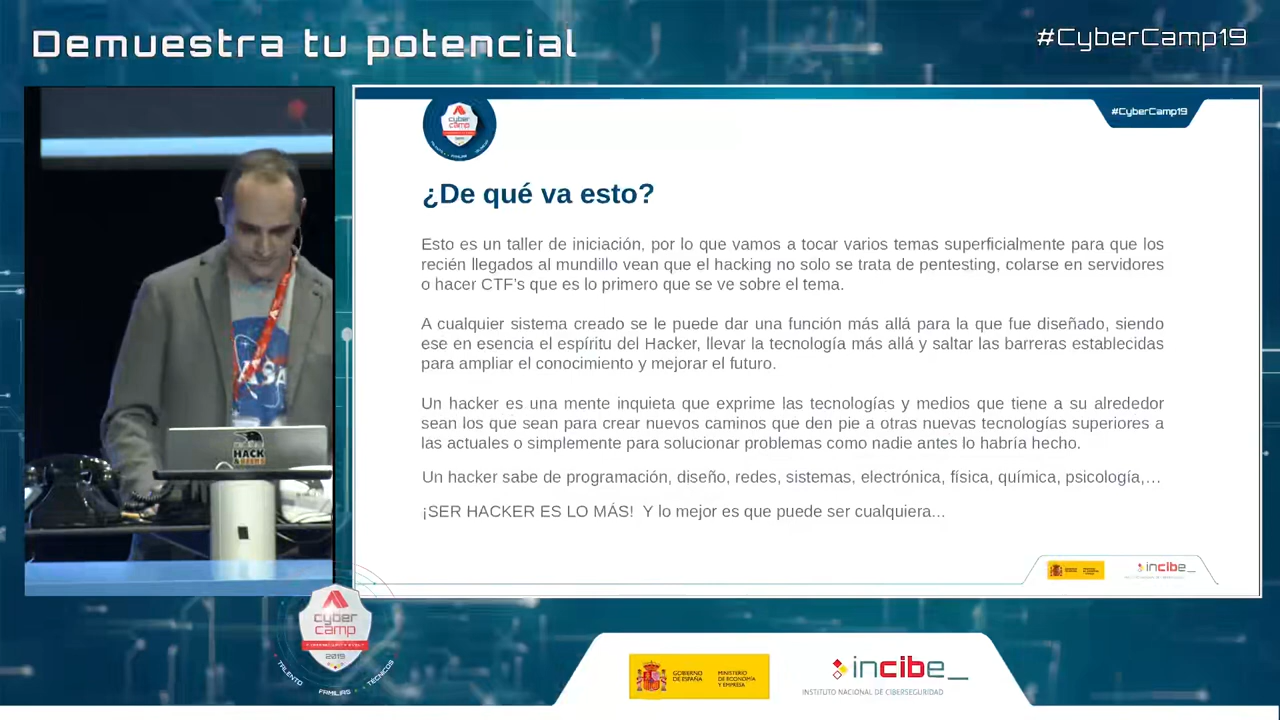 Demuestra tu potencial
#CyberCamp19
#CyberCamp19
cyber
camp
¿De qué va esto?
Esto es un taller de iniciación, por lo que vamos a tocar varios temas superficialmente para que los
recién llegados al mundillo vean que el hacking no solo se trata de pentesting, colarse en servidores
o hacer CTF's que es lo primero que se ve sobre el tema.
A cualquier sistema creado se le puede dar una función más allá para la que fue diseñado, siendo
ese en esencia el espíritu del Hacker, llevar la tecnología más allá y saltar las barreras establecidas
para ampliar el conocimiento y mejorar el futuro.
Un hacker es una mente inquieta que exprime las tecnologías y medios que tiene a su alrededor
sean los que sean para crear nuevos caminos que den pie a otras nuevas tecnologías superiores a
las actuales o simplemente para solucionar problemas como nadie antes lo habría hecho.
Un hacker sabe de programación, diseño, redes, sistemas, electrónica, física, química, psicología,…
¡SER HACKER ES LO MÁS! Y lo mejor es que puede ser cualquiera...
NASA
HACK
& BEERS
incibe_
cyber
camp
2019
TALENTO
FAMILIAS
TÉCNICOS
GOBIERNO
DE ESPAÑA
MINISTERIO
DE ECONOMÍA
Y EMPRESA
incibe_
INSTITUTO NACIONAL DE CIBERSEGURIDAD